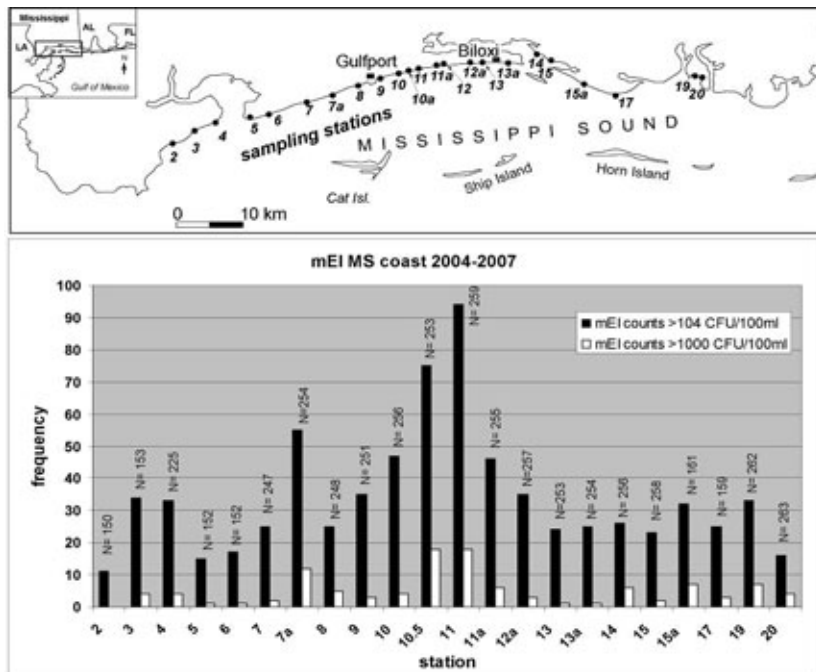 Mississippi
AL
FL
LA
N
Gulf of Mexico
Gulfport
Biloxi
2
3
4
5
6
7
7a
8
9
10
10a
11
11a
12
12a
13
13a
14
15
15a
17
19
20
sampling stations
MISSISSIPPI SOUND
Cat Isl.
Ship Island
Horn Island
0 10 km
mEI MS coast 2004-2007
mEI counts >104 CFU/100ml
mEI counts >1000 CFU/100ml
frequency
100
90
80
70
60
50
40
30
20
10
0
N= 150
N= 153
N= 225
N= 152
N= 152
N= 247
N=254
N= 248
N= 251
N= 256
N= 253
N= 259
N= 255
N=257
N=253
N= 254
N= 256
N= 258
N= 161
N= 159
N= 262
N= 263
2 3 4 5 6 7 7a 8 9 10 10.5 11 11a 12a 13 13a 14 15 15a 17 19 20
station